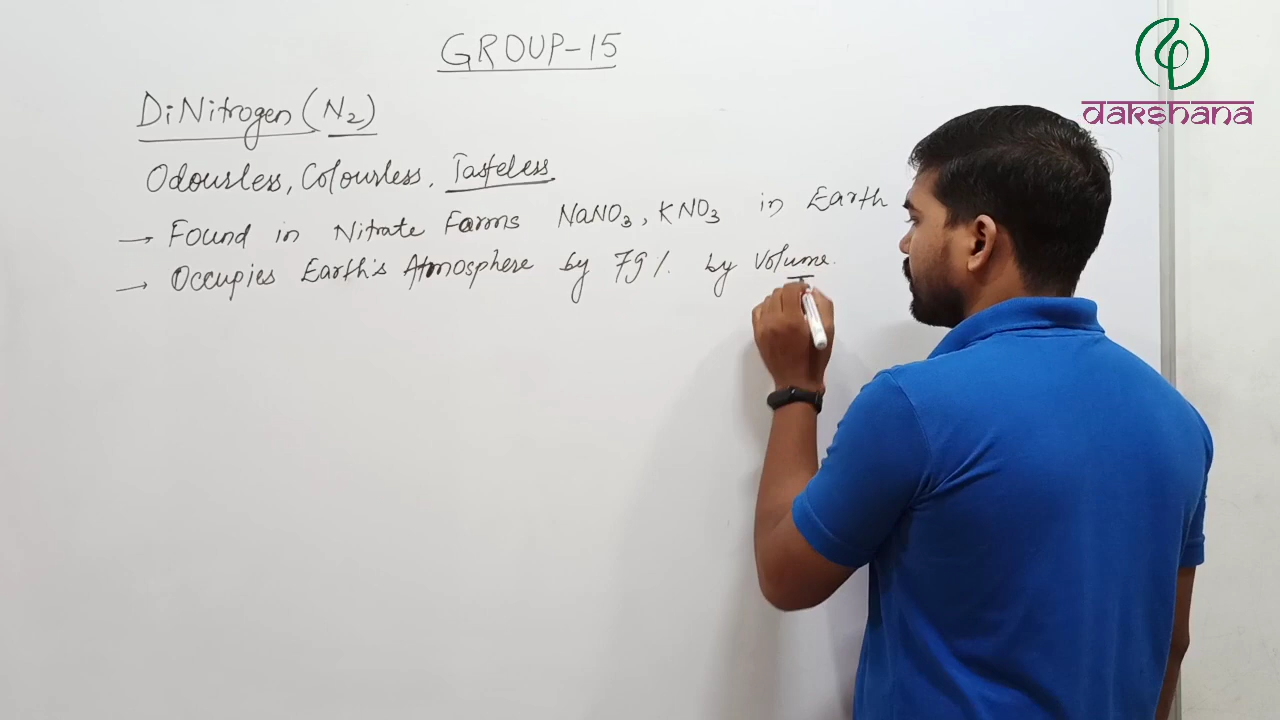 GROUP-15
DiNitrogen (N2)
Odourless, Colourless, Tasteless
→ Found in Nitrate Forms NaNO3, KNO3 in Earth
→ Occupies Earth's Atmosphere by 79% by Volume.
dakshana